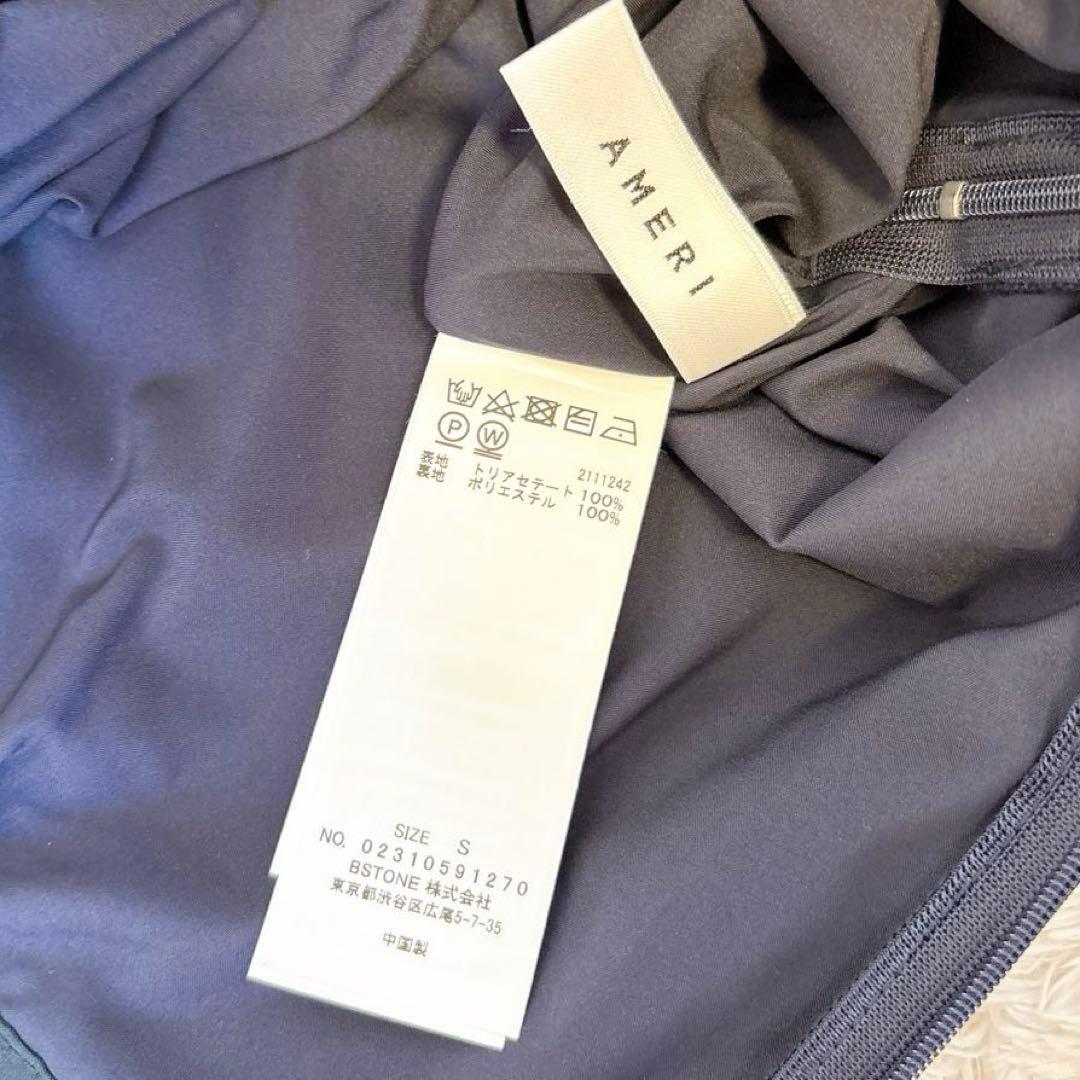 AMERI
P W
2111242
表地 トリアセテート 100%
裏地 ポリエステル 100%
SIZE S
NO. 02310591270
BSTONE 株式会社
東京都渋谷区広尾5-7-35
中国製